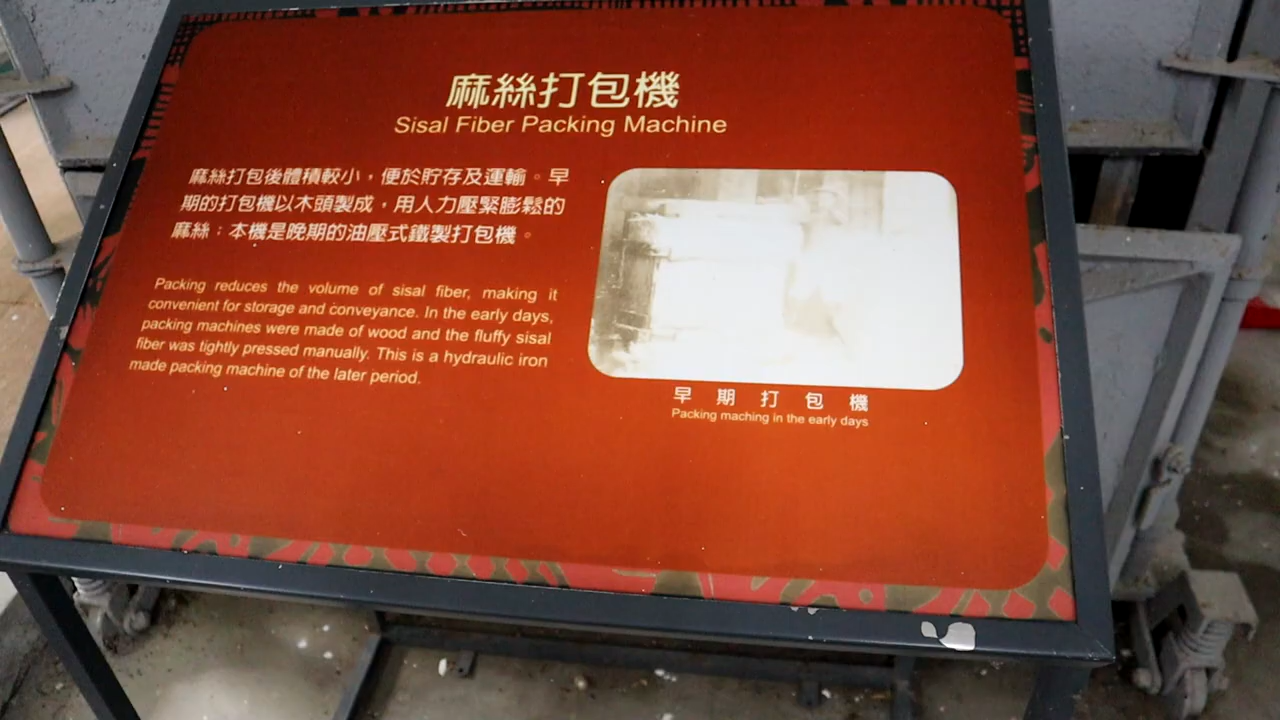 麻絲打包機
Sisal Fiber Packing Machine
麻絲打包後體積較小，便於貯存及運輸。早
期的打包機以木頭製成，用人力壓緊膨鬆的
麻絲；本機是晚期的油壓式鐵製打包機。
Packing reduces the volume of sisal fiber, making it
convenient for storage and conveyance. In the early days,
packing machines were made of wood and the fluffy sisal
fiber was tightly pressed manually. This is a hydraulic iron
made packing machine of the later period.
早期打包機
Packing maching in the early days